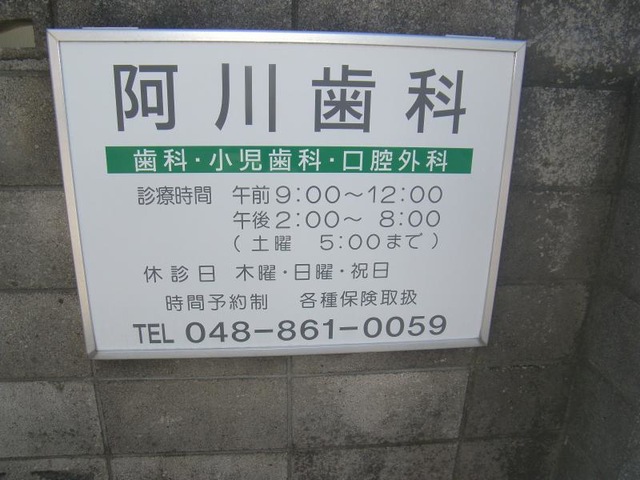 阿川歯科
歯科・小児歯科・口腔外科
診療時間 午前9:00〜12:00
午後2:00〜 8:00
(土曜 5:00まで)
休診日 木曜・日曜・祝日
時間予約制 各種保険取扱
TEL 048-861-0059